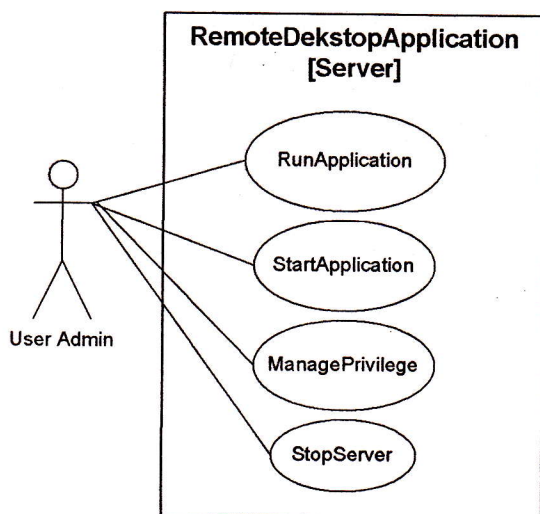 RemoteDekstopApplication
[Server]
RunApplication
StartApplication
User Admin
ManagePrivilege
StopServer